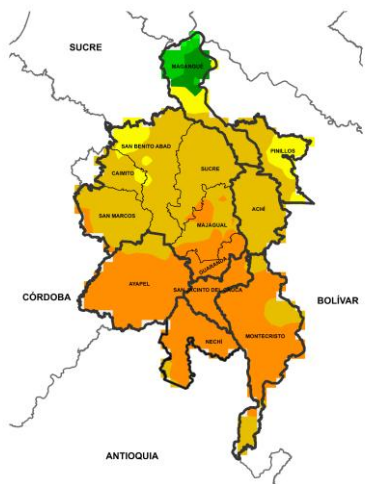 SUCRE
MAGANGUE
SAN BENITO ABAD
PINILLOS
CAIMITO
SUCRE
SAN MARCOS
ACHÍ
MAJAGUAL
GUARANDA
AYAPEL
SAN JACINTO DEL CAUCA
CÓRDOBA
BOLÍVAR
MONTECRISTO
NECHÍ
ANTIOQUIA